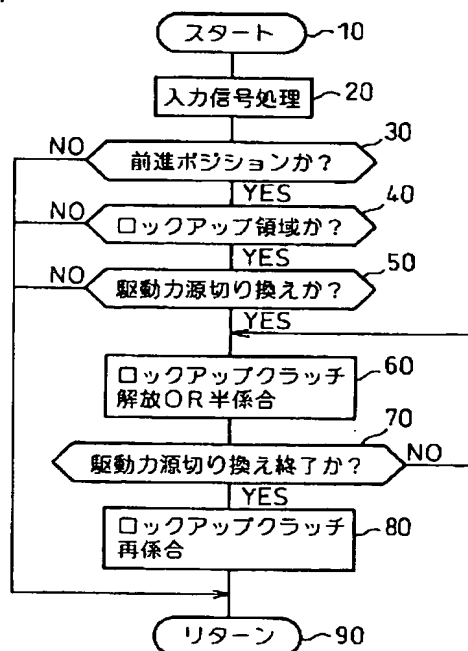 スタート 10
入力信号処理 20
30
NO 前進ポジションか?
YES 40
NO ロックアップ領域か?
YES 50
NO 駆動力源切り換えか?
YES
60
ロックアップクラッチ
解放OR半係合
70
駆動力源切り換え終了か? NO
YES
ロックアップクラッチ 80
再係合
リターン 90